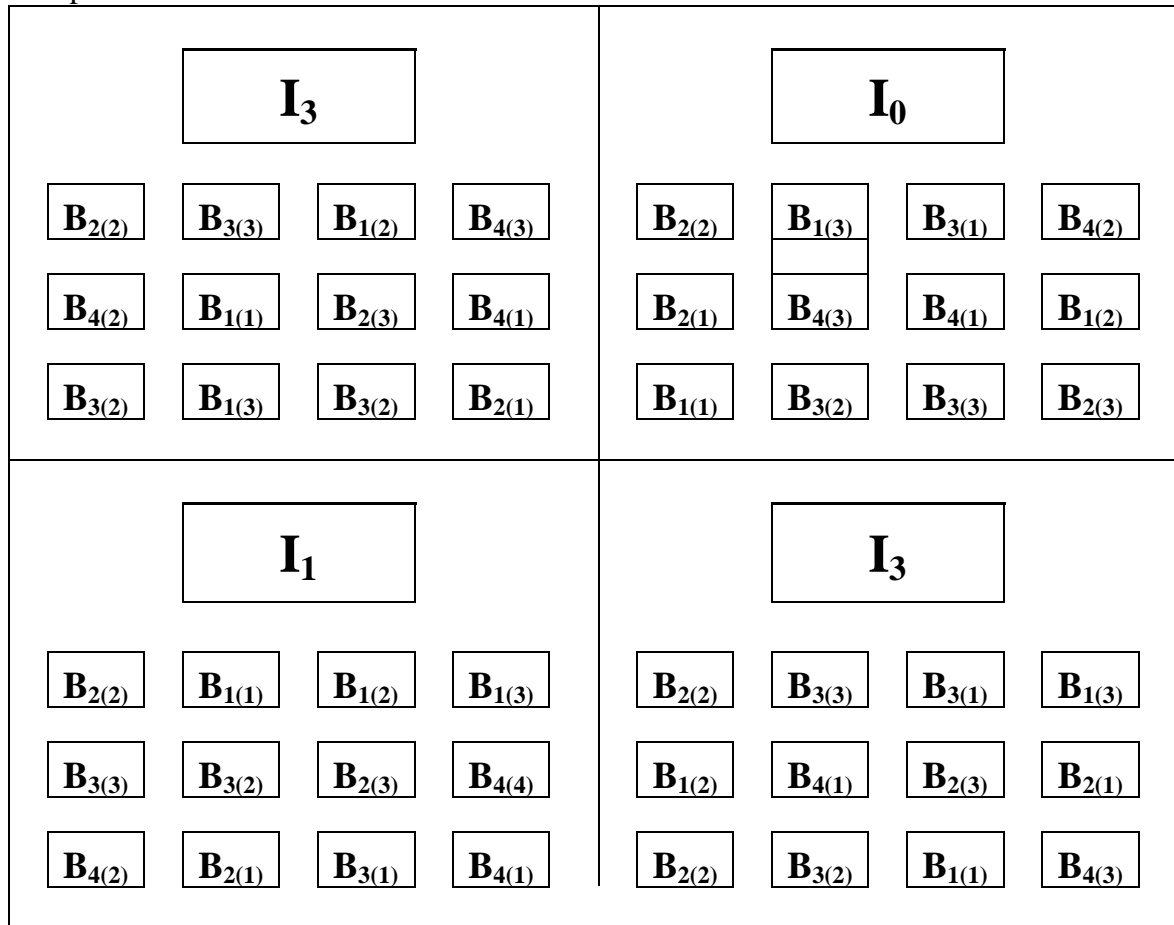 I₃
B₂₍₂₎ B₃₍₃₎ B₁₍₂₎ B₄₍₃₎
B₄₍₂₎ B₁₍₁₎ B₂₍₃₎ B₄₍₁₎
B₃₍₂₎ B₁₍₃₎ B₃₍₂₎ B₂₍₁₎
I₀
B₂₍₂₎ B₁₍₃₎ B₃₍₁₎ B₄₍₂₎
B₂₍₁₎ B₄₍₃₎ B₄₍₁₎ B₁₍₂₎
B₁₍₁₎ B₃₍₂₎ B₃₍₃₎ B₂₍₃₎
I₁
B₂₍₂₎ B₁₍₁₎ B₁₍₂₎ B₁₍₃₎
B₃₍₃₎ B₃₍₂₎ B₂₍₃₎ B₄₍₄₎
B₄₍₂₎ B₂₍₁₎ B₃₍₁₎ B₄₍₁₎
I₃
B₂₍₂₎ B₃₍₃₎ B₃₍₁₎ B₁₍₃₎
B₁₍₂₎ B₄₍₁₎ B₂₍₃₎ B₂₍₁₎
B₂₍₂₎ B₃₍₂₎ B₁₍₁₎ B₄₍₃₎